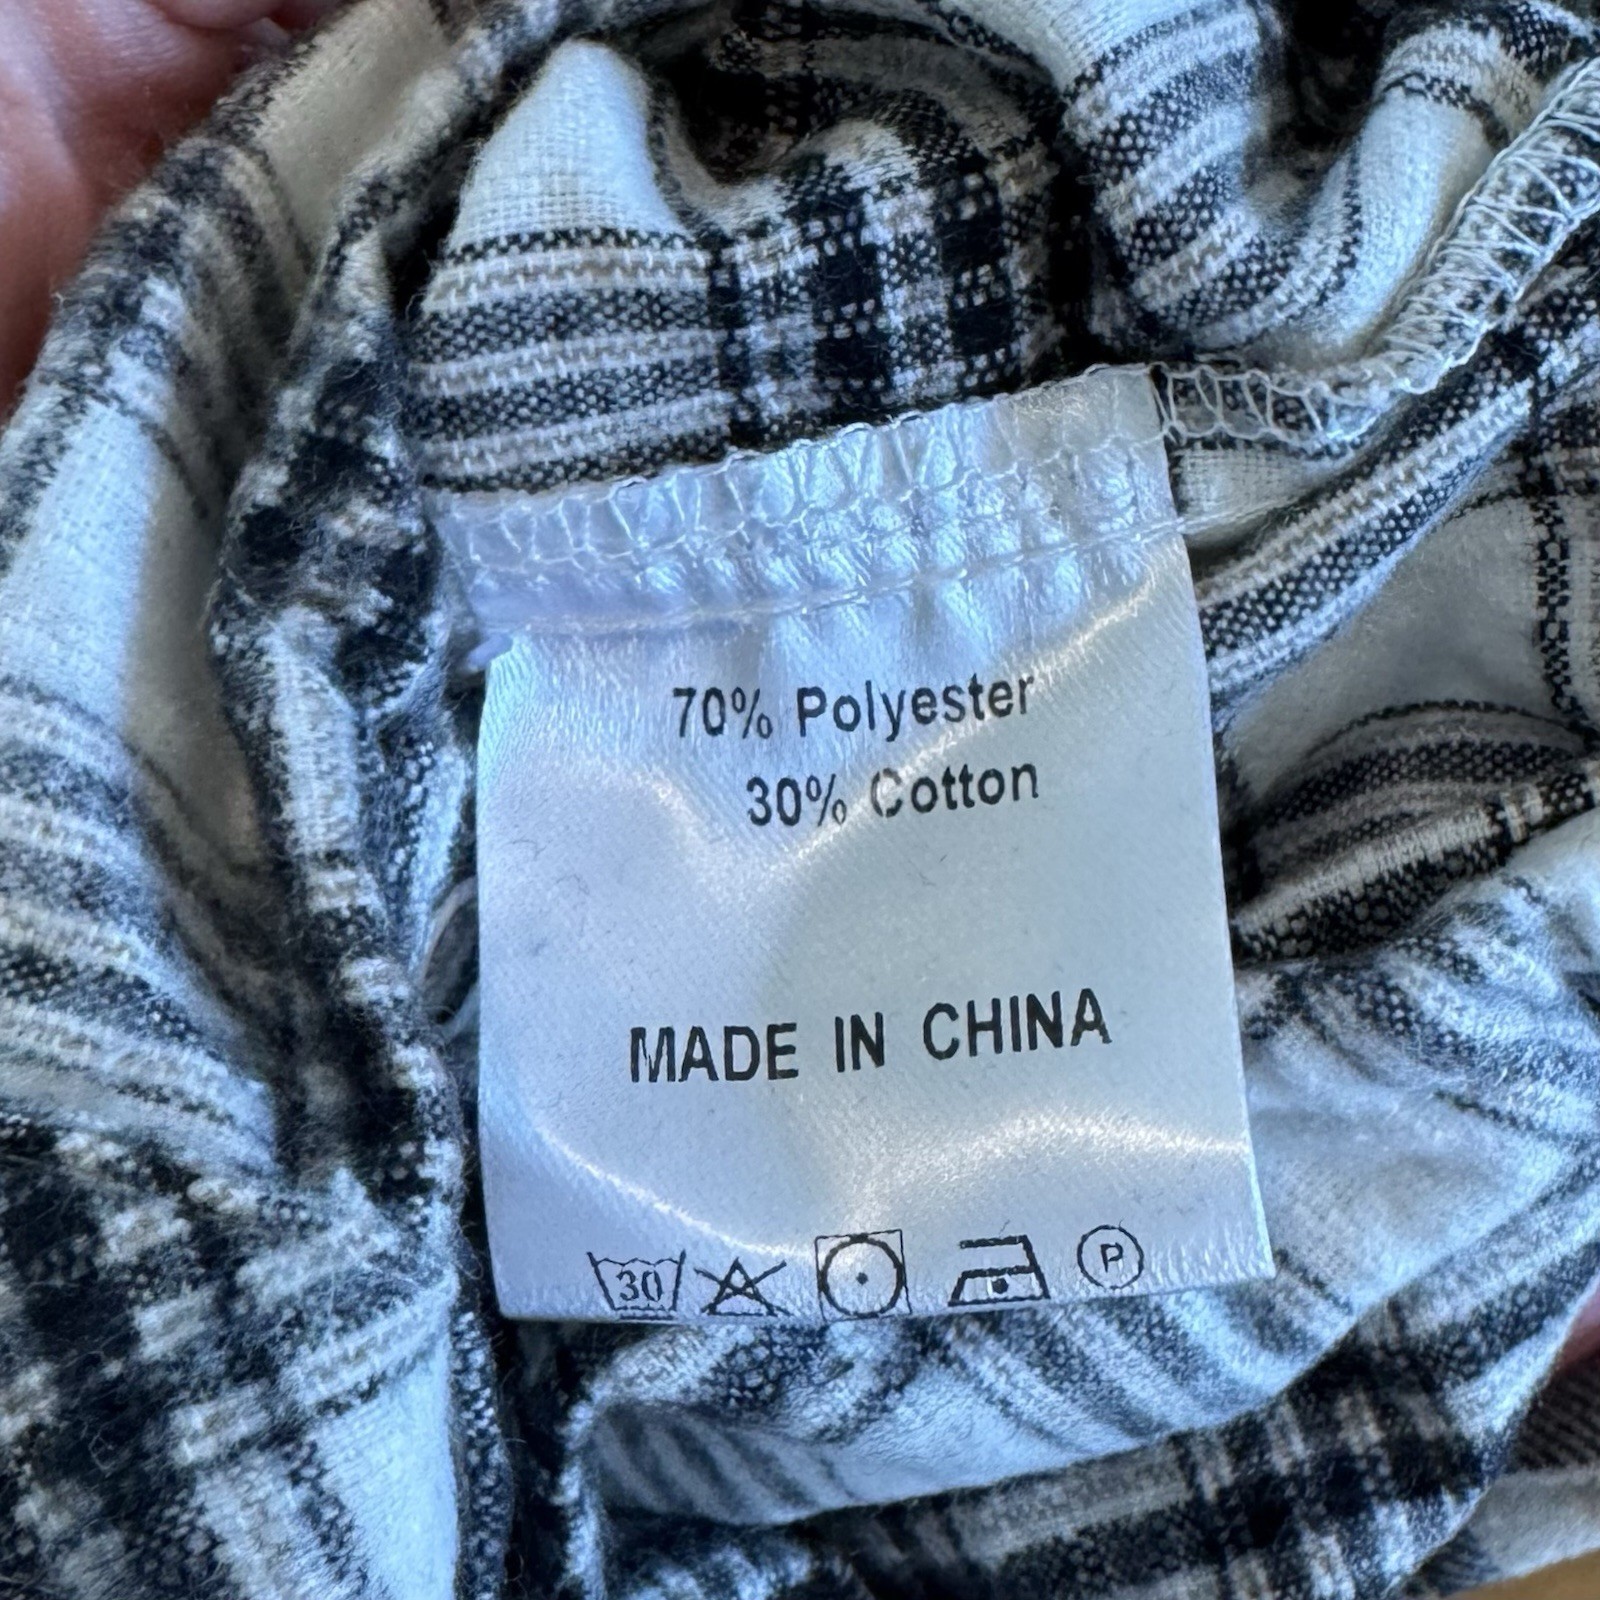 70% Polyester
30% Cotton
MADE IN CHINA
30 P